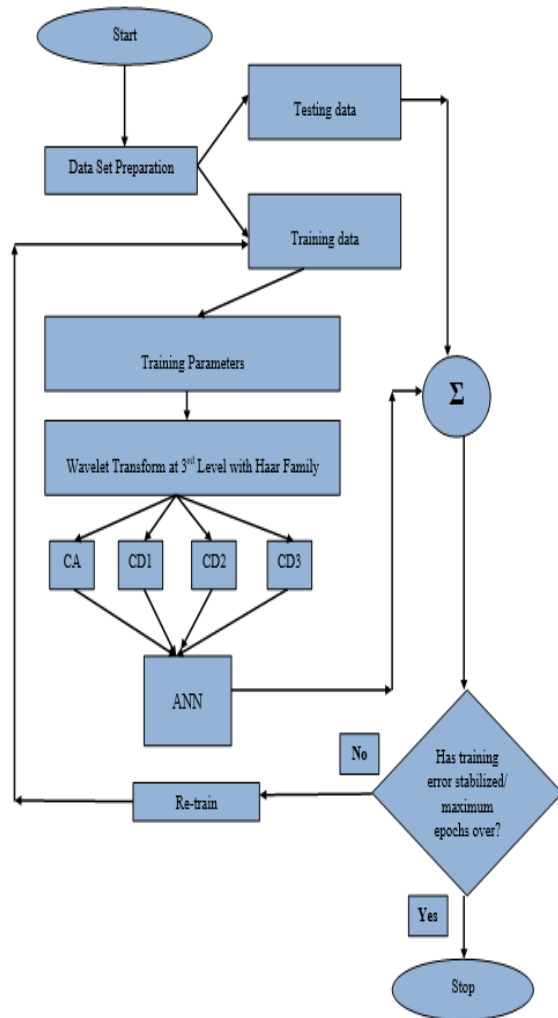 Start
Testing data
Data Set Preparation
Training data
Training Parameters
Σ
Wavelet Transform at 3rd Level with Haar Family
CA
CD1
CD2
CD3
ANN
No
Has training
error stabilized/
maximum
epochs over?
Re-train
Yes
Stop